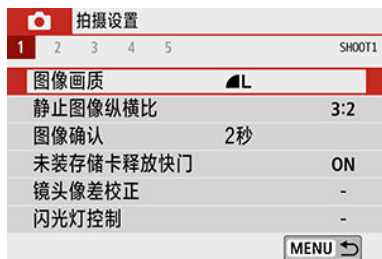 拍摄设置
1 2 3 4 5 SHOOT1
图像画质 L
静止图像纵横比 3:2
图像确认 2秒
未装存储卡释放快门 ON
镜头像差校正 -
闪光灯控制 -
MENU